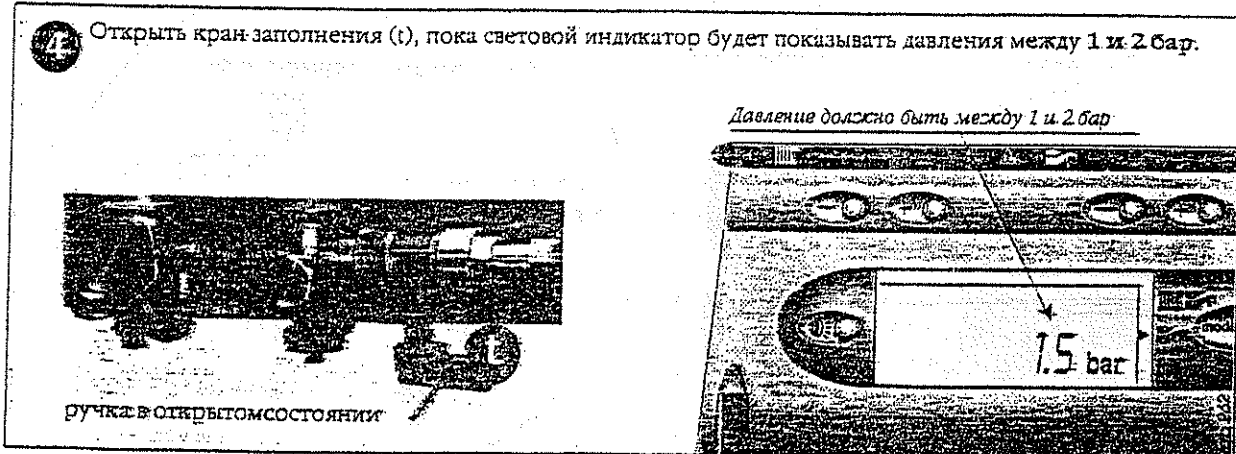 4 Открыть кран заполнения (t), пока световой индикатор будет показывать давления между 1 и 2 бар.
Давление должно быть между 1 и 2 бар
1.5 bar
t
ручка в открытом состоянии